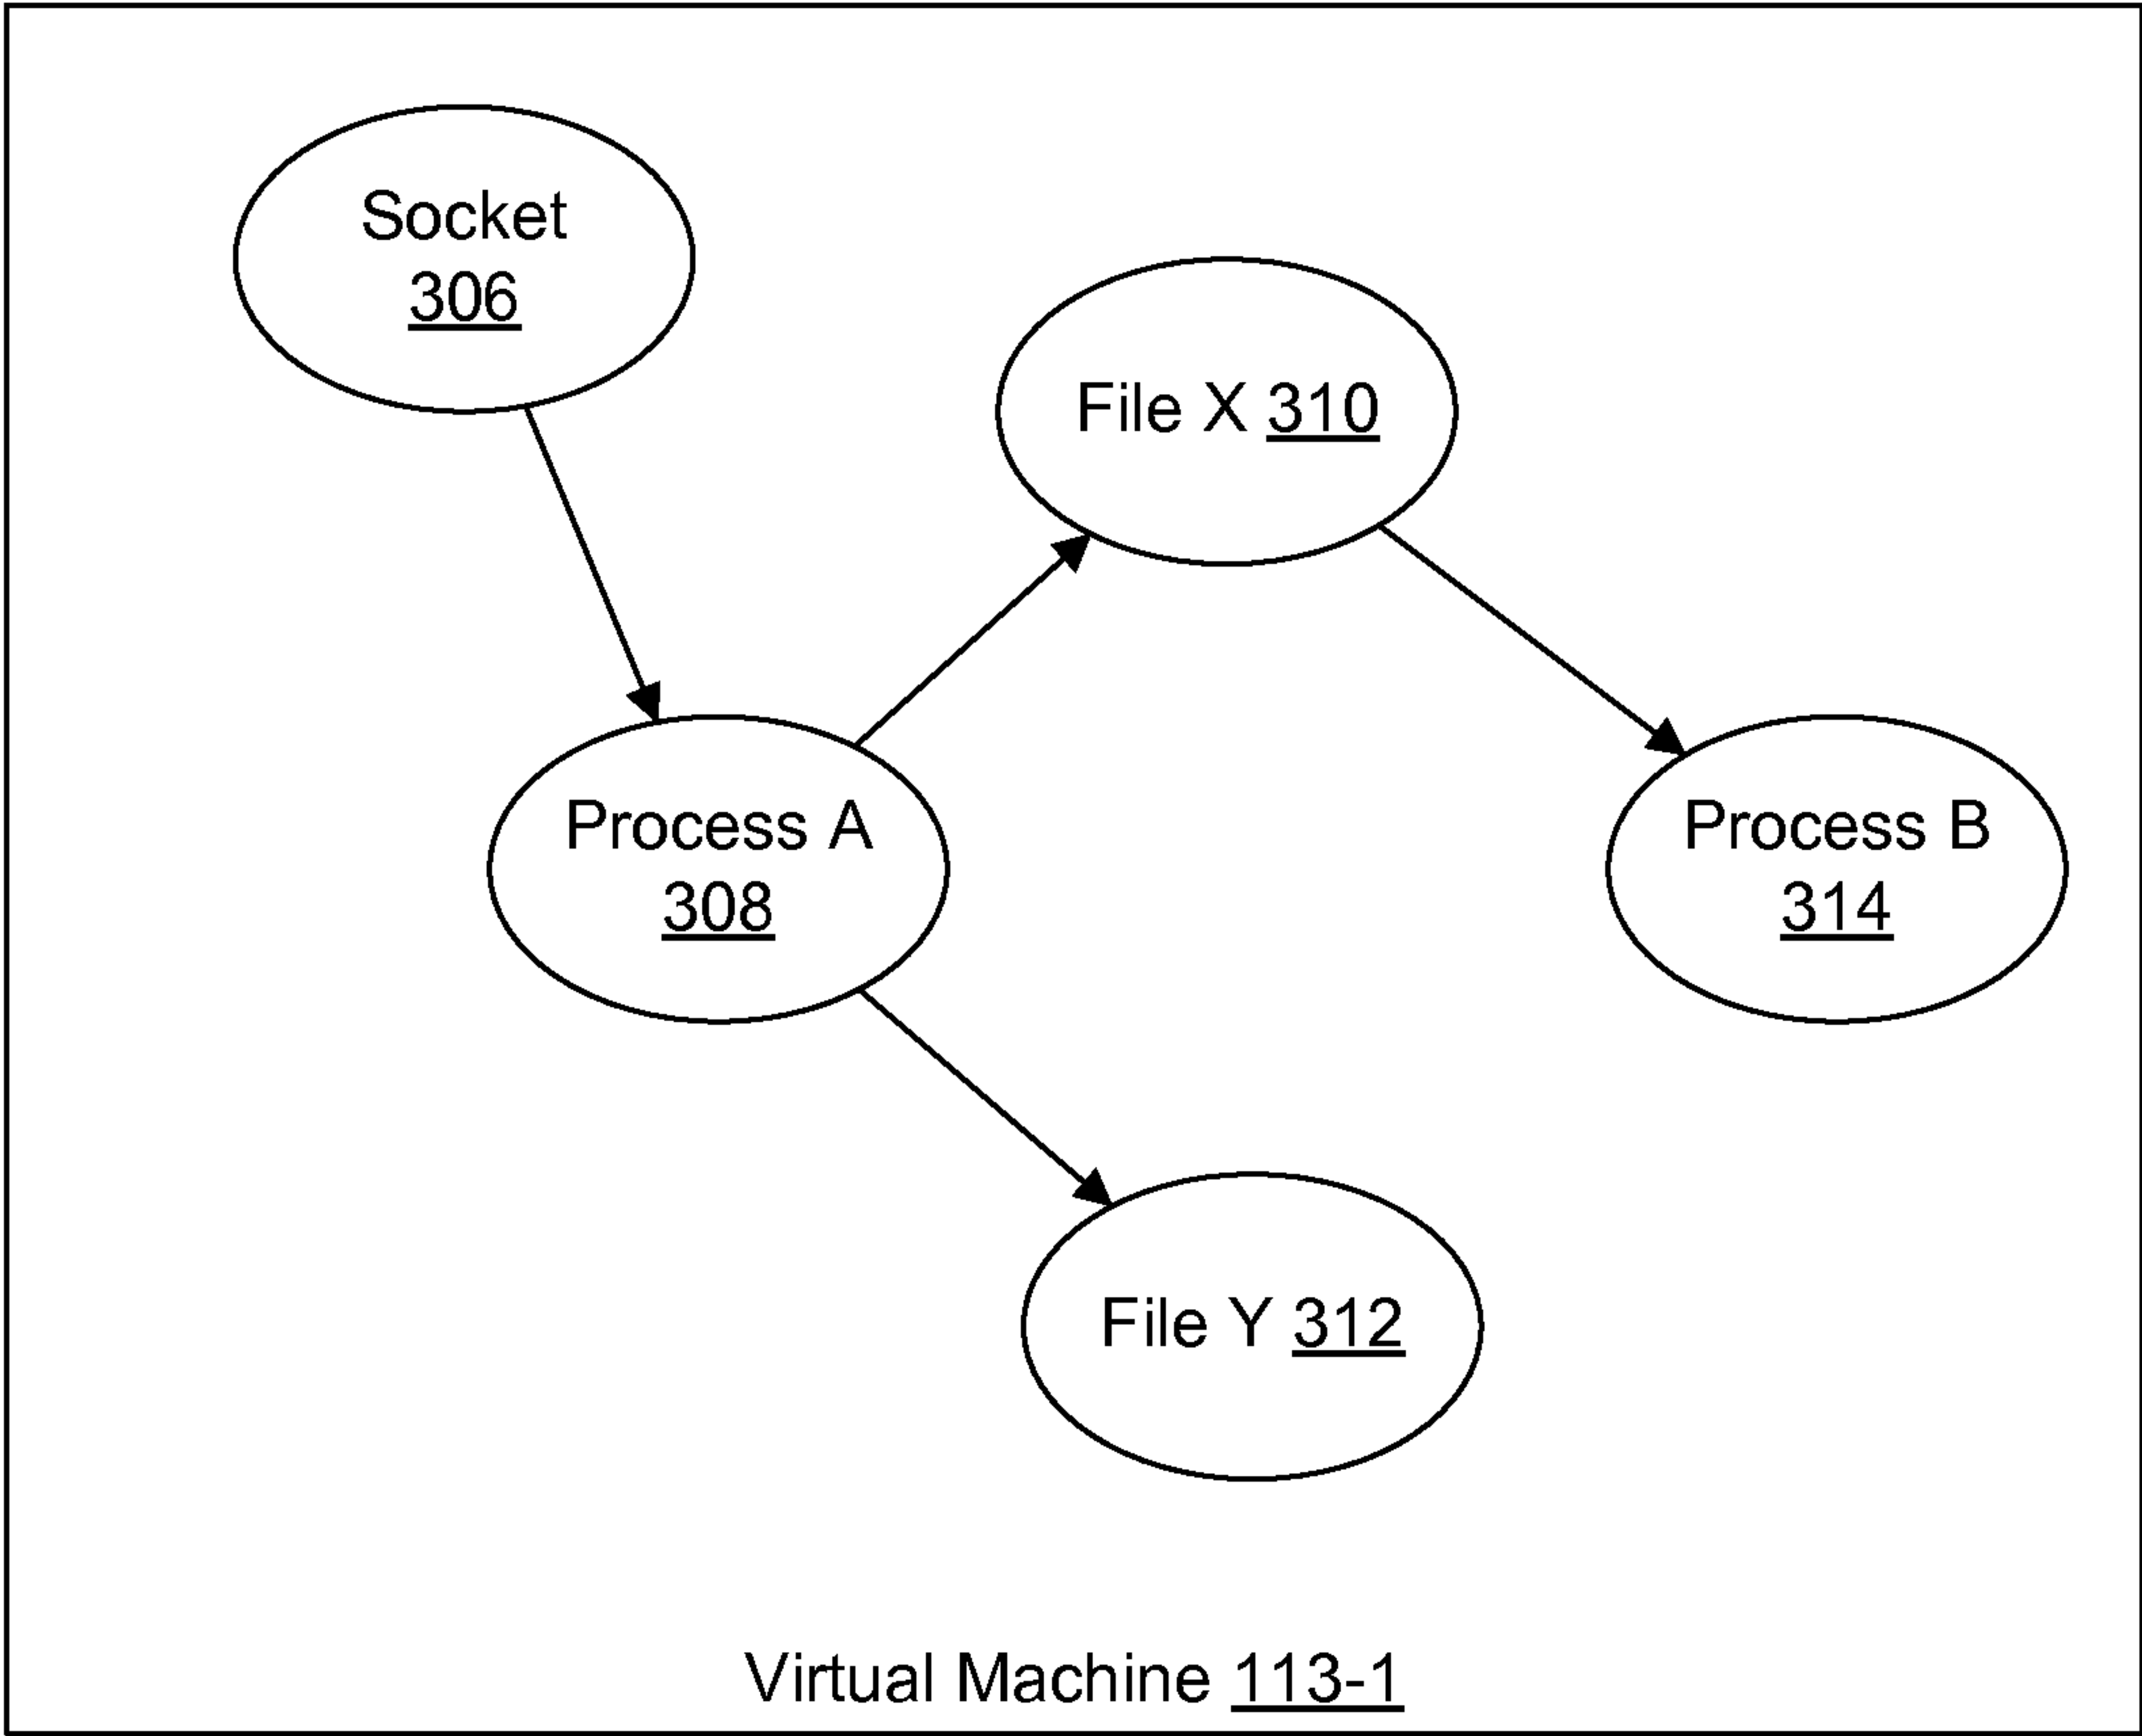 Socket
306
File X 310
Process A
308
Process B
314
File Y 312
Virtual Machine 113-1